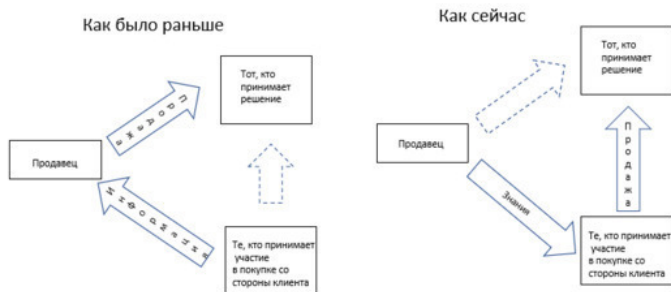 Как было раньше
Тот, кто
принимает
решение
Продажа
Продавец
Информация
Те, кто принимает
участие
в покупке со
стороны клиента
Как сейчас
Тот, кто
принимает
решение
Продавец
Продажа
Знания
Те, кто принимает
участие
в покупке со
стороны клиента